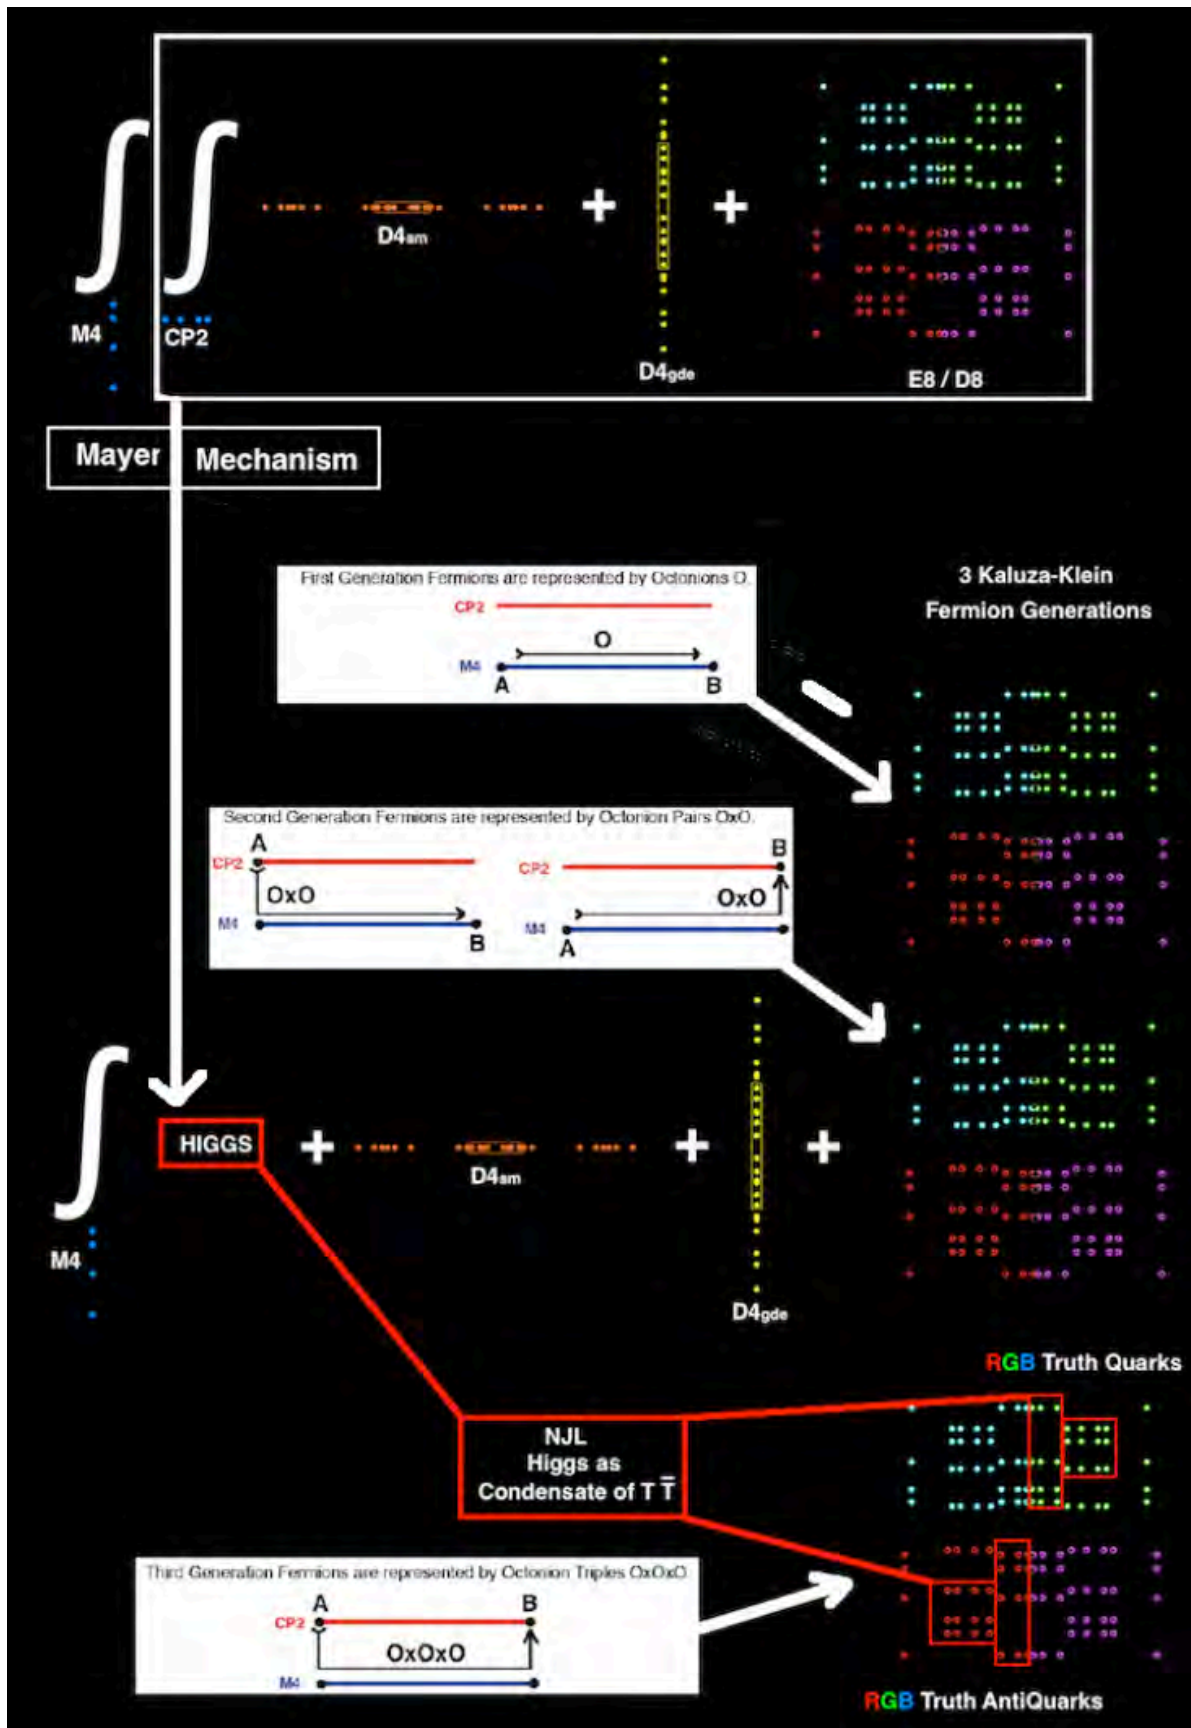 D4sm
M4
CP2
D4gde
E8 / D8
Mayer Mechanism
3 Kaluza-Klein
Fermion Generations
First Generation Fermions are represented by Octonions O.
CP2
O
M4
A B
Second Generation Fermions are represented by Octonion Pairs OxO.
A
CP2
OxO
M4
B
B
CP2
OxO
M4
A
HIGGS
D4sm
M4
D4gde
RGB Truth Quarks
NJL
Higgs as
Condensate of T T̅
Third Generation Fermions are represented by Octonion Triples OxOxO
A B
CP2
OxOxO
M4
RGB Truth AntiQuarks